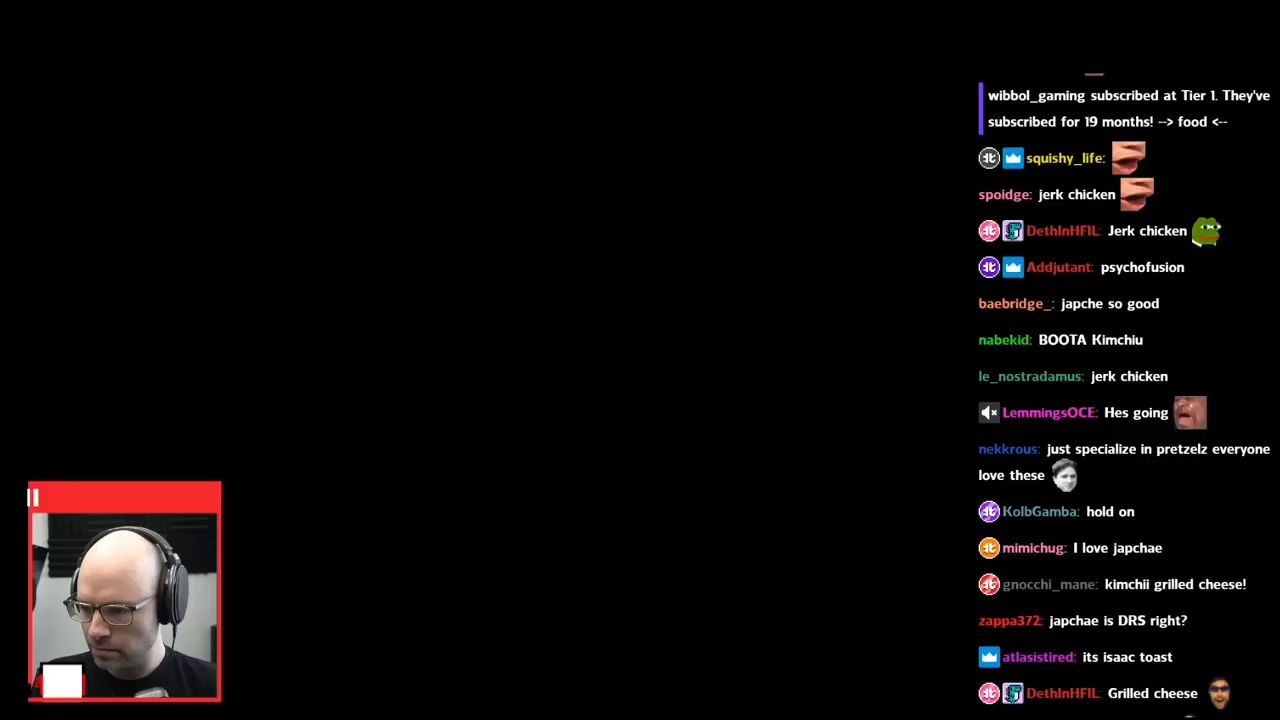 wibbol_gaming subscribed at Tier 1. They've
subscribed for 19 months! --> food <--
squishy_life:
spoidge: jerk chicken
DethInHFIL: Jerk chicken
Addjutant: psychofusion
baebridge_: japche so good
nabekid: BOOTA Kimchiu
le_nostradamus: jerk chicken
LemmingsOCE: Hes going
nekkrous: just specialize in pretzelz everyone
love these
KolbGamba: hold on
mimichug: I love japchae
gnocchi_mane: kimchii grilled cheese!
zappa372: japchae is DRS right?
atlasistired: its isaac toast
DethInHFIL: Grilled cheese